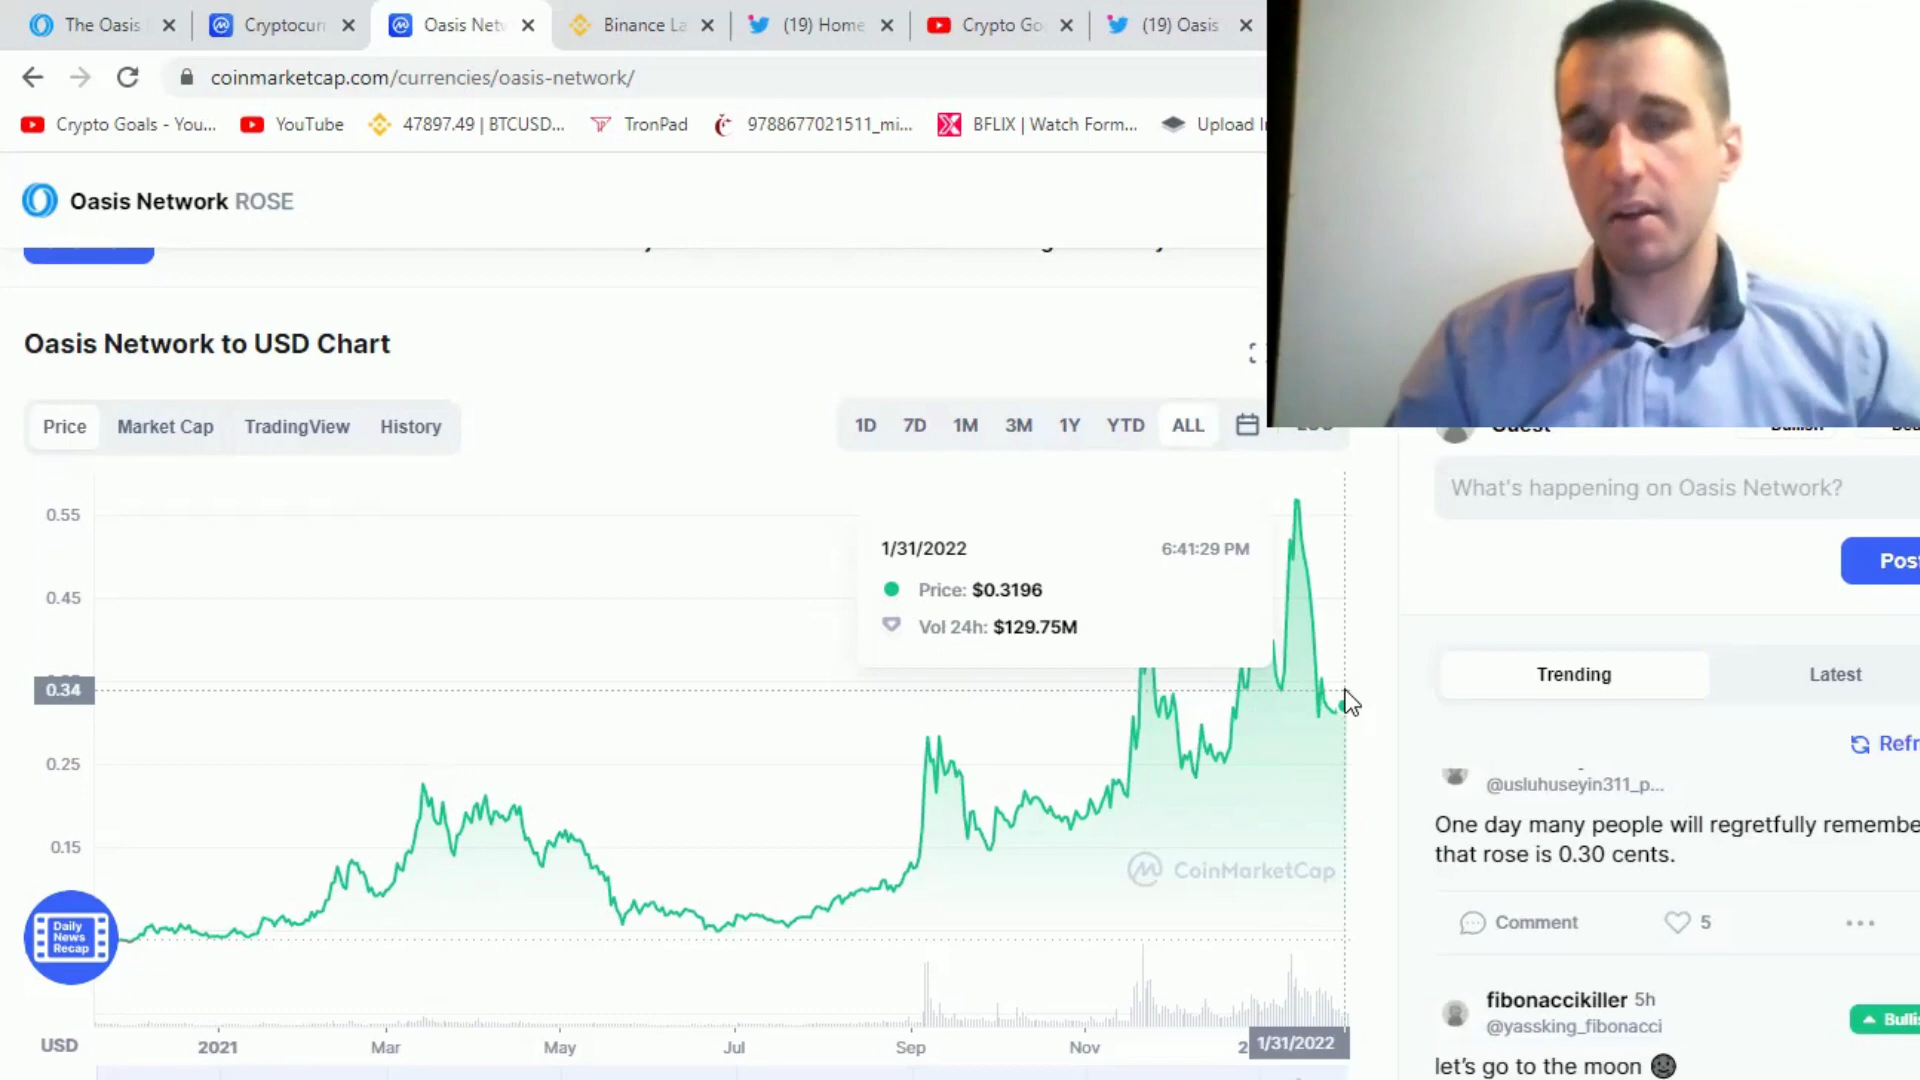 The Oasis
Cryptocur
Oasis Netw
Binance La
(19) Home
Crypto Go
(19) Oasis
coinmarketcap.com/currencies/oasis-network/
Crypto Goals - You...
YouTube
47897.49 | BTCUSD...
TronPad
9788677021511_mi...
BFLIX | Watch Form...
Upload I
Oasis Network ROSE
Oasis Network to USD Chart
Price
Market Cap
TradingView
History
1D
7D
1M
3M
1Y
YTD
ALL
What's happening on Oasis Network?
Post
0.55
0.45
0.34
0.25
0.15
1/31/2022
6:41:29 PM
Price: $0.3196
Vol 24h: $129.75M
CoinMarketCap
Daily
News
Recap
USD
2021
Mar
May
Jul
Sep
Nov
2
1/31/2022
Trending
Latest
Refr
@usluhuseyin311_p...
One day many people will regretfully remembe
that rose is 0.30 cents.
Comment
5
fibonaccikiller 5h
@yassking_fibonacci
Bulli
let's go to the moon